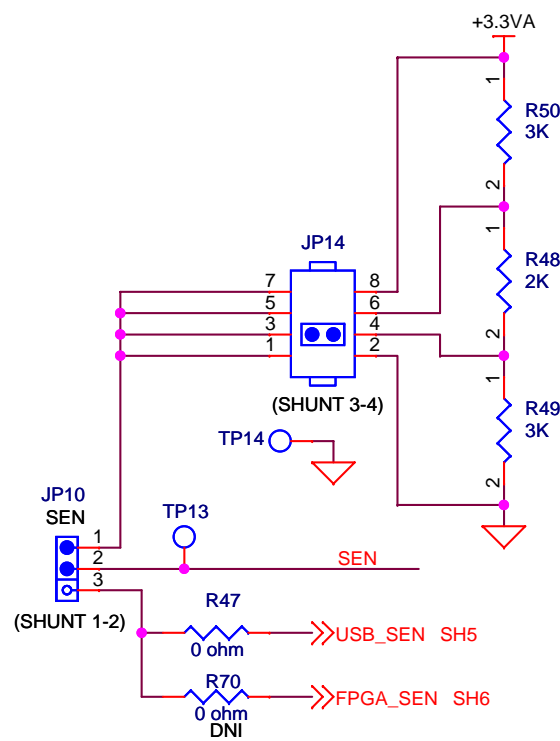 +3.3VA
1
R50
3K
2
JP14
1
R48
2K
2
7 8
5 6
3 4
1 2
(SHUNT 3-4)
1
R49
3K
2
TP14
JP10
SEN
TP13
1
2
3
SEN
(SHUNT 1-2)
R47
0 ohm
USB_SEN SH5
R70
0 ohm
DNI
FPGA_SEN SH6